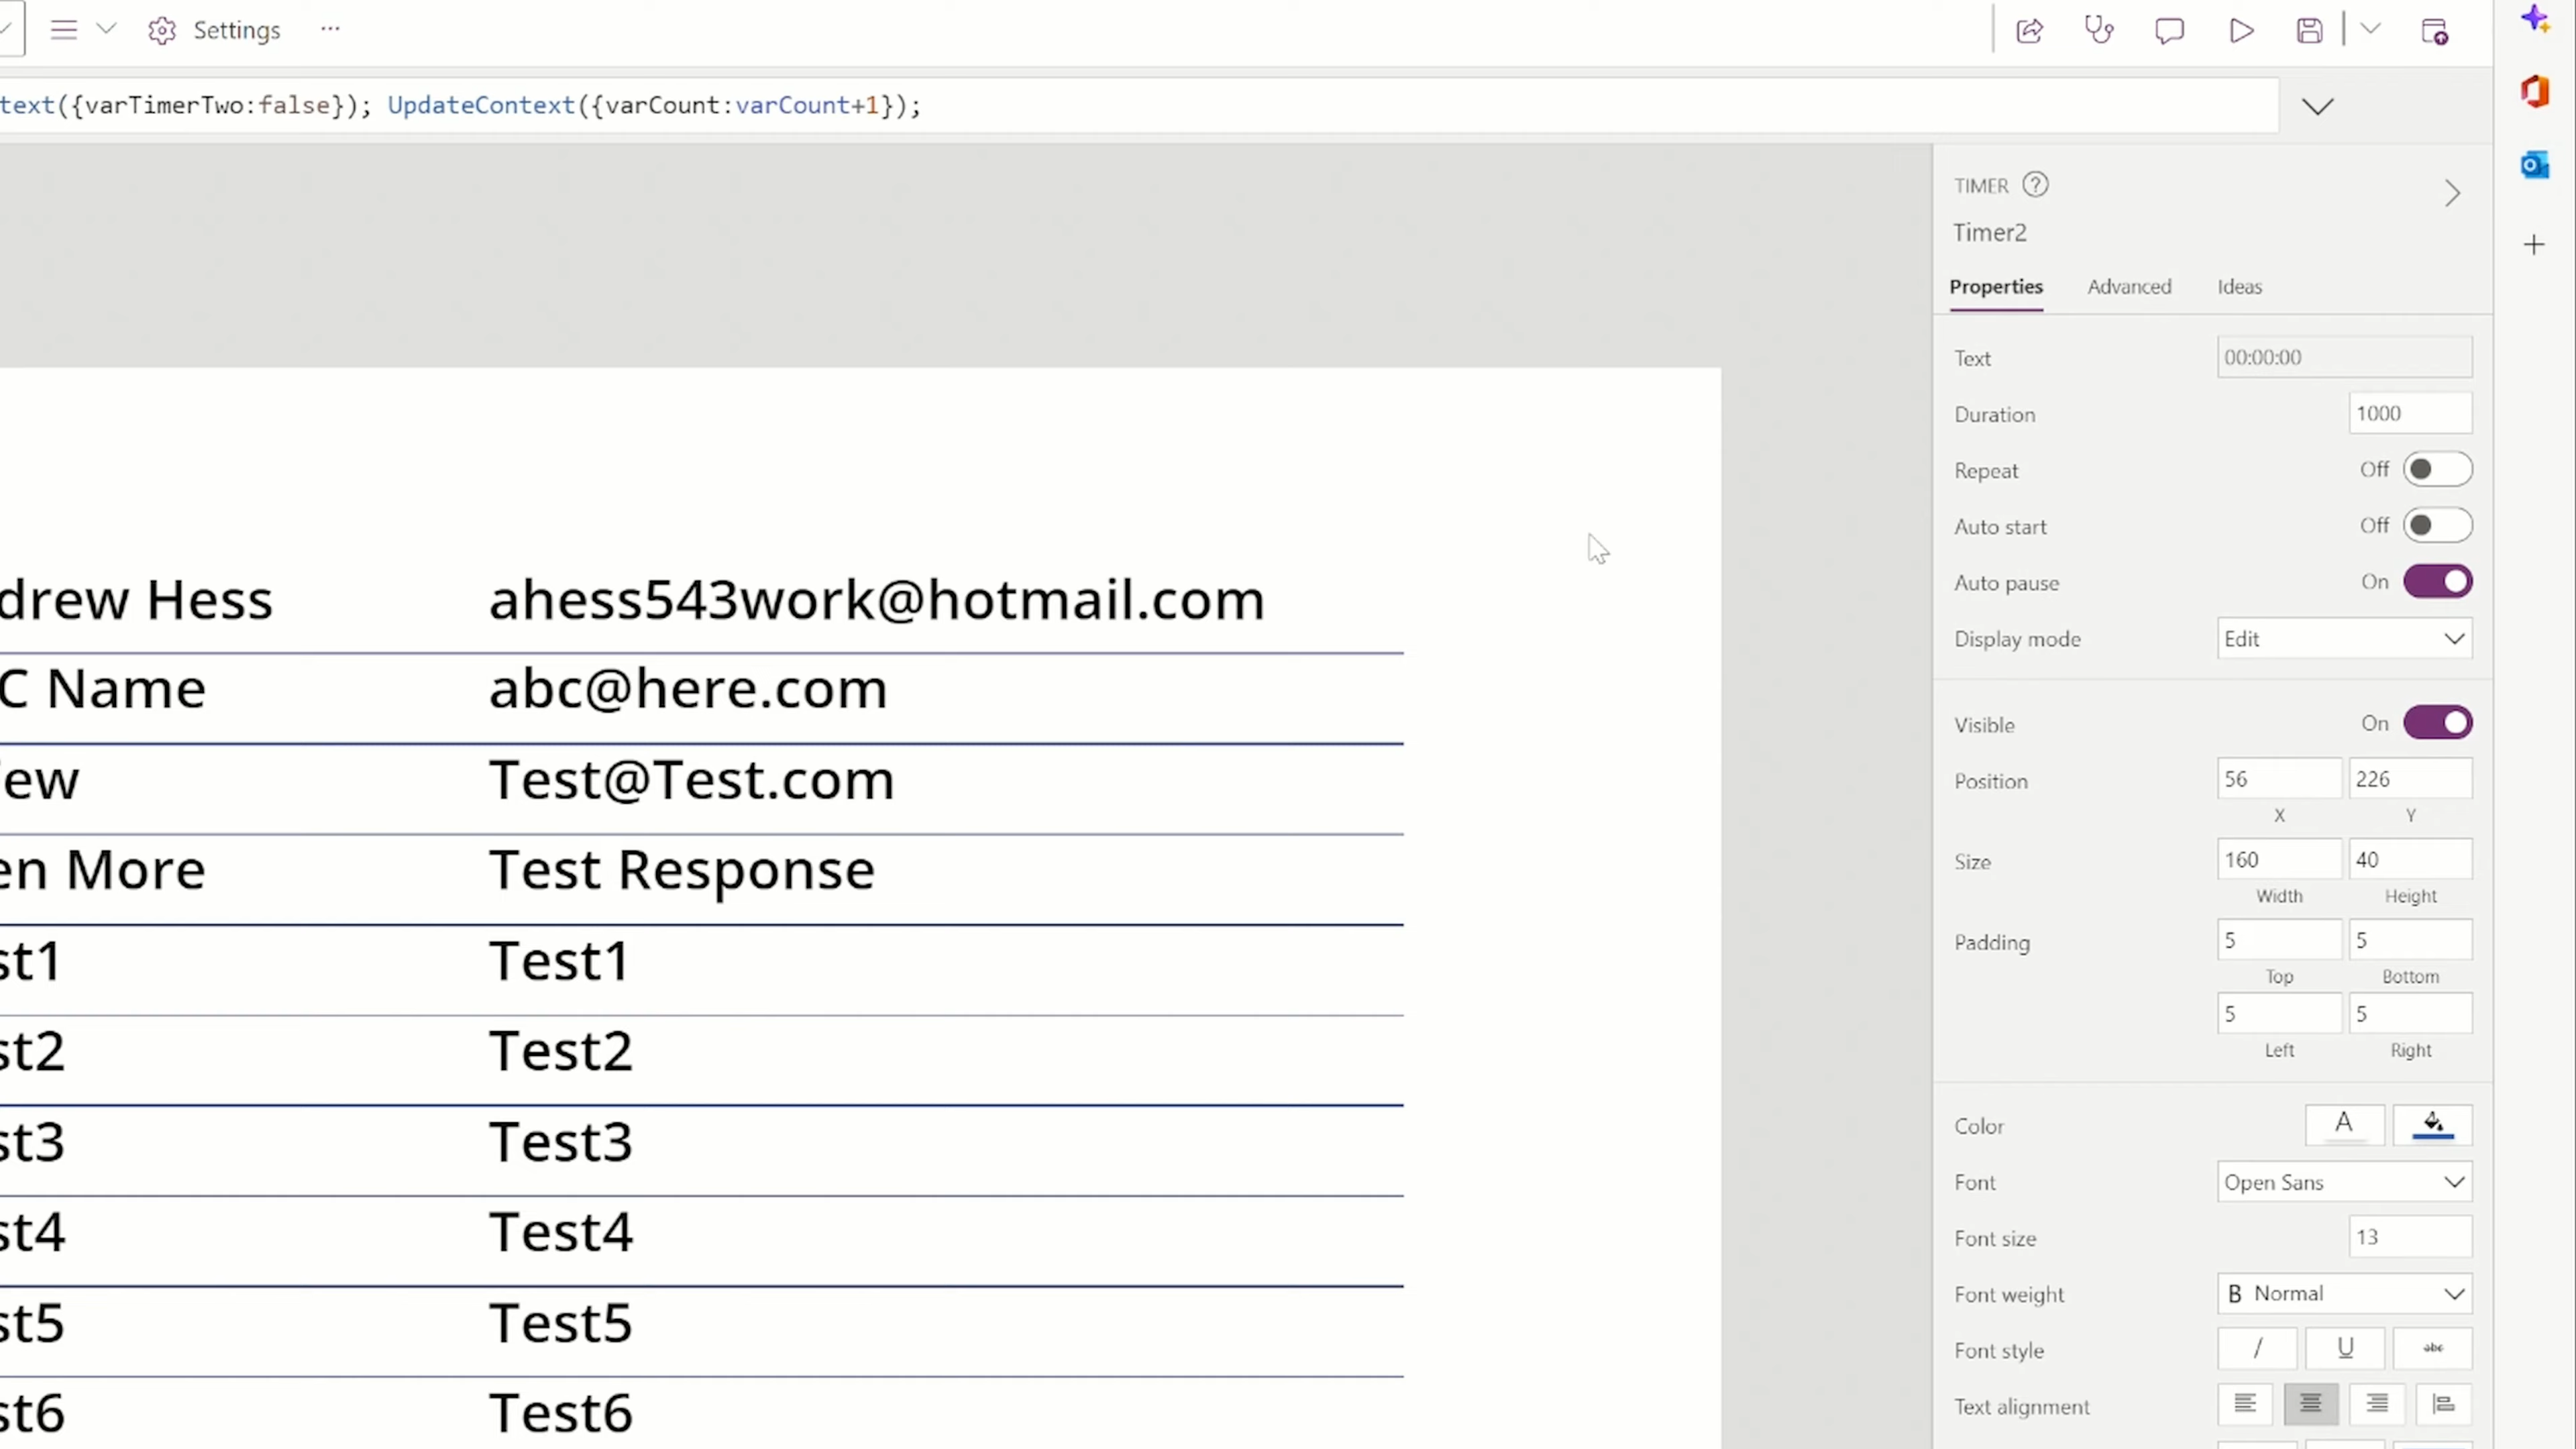 Settings ...
text({varTimerTwo:false}); UpdateContext({varCount:varCount+1});
TIMER ?
Timer2
Properties Advanced Ideas
Text 00:00:00
Duration 1000
Repeat Off
Auto start Off
Auto pause On
Display mode Edit
Visible On
Position 56 226
X Y
Size 160 40
Width Height
Padding 5 5
Top Bottom
5 5
Left Right
Color A
Font Open Sans
Font size 13
Font weight B Normal
Font style / U abc
Text alignment
drew Hess ahess543work@hotmail.com
C Name abc@here.com
ew Test@Test.com
en More Test Response
st1 Test1
st2 Test2
st3 Test3
st4 Test4
st5 Test5
st6 Test6